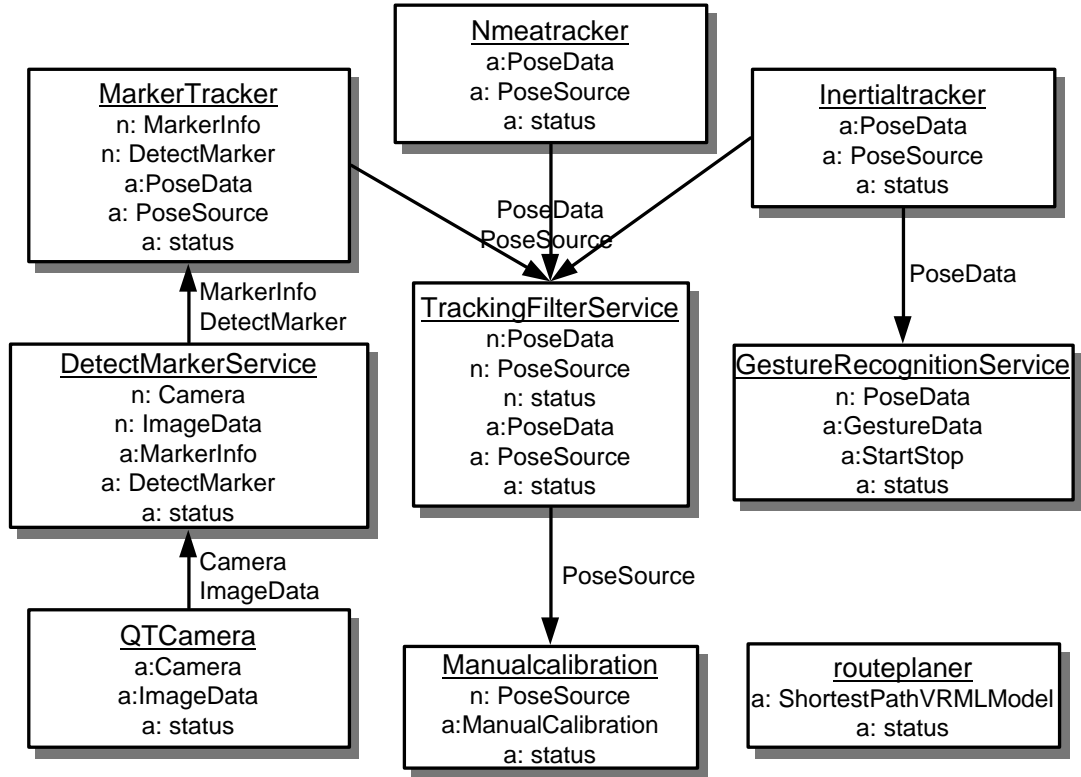 Nmeatracker
a:PoseData
a: PoseSource
a: status
MarkerTracker
n: MarkerInfo
n: DetectMarker
a:PoseData
a: PoseSource
a: status
Inertialtracker
a:PoseData
a: PoseSource
a: status
PoseData
PoseSource
PoseData
MarkerInfo
DetectMarker
TrackingFilterService
n:PoseData
n: PoseSource
n: status
a:PoseData
a: PoseSource
a: status
DetectMarkerService
n: Camera
n: ImageData
a:MarkerInfo
a: DetectMarker
a: status
GestureRecognitionService
n: PoseData
a:GestureData
a:StartStop
a: status
Camera
ImageData
PoseSource
QTCamera
a:Camera
a:ImageData
a: status
Manualcalibration
n: PoseSource
a:ManualCalibration
a: status
routeplaner
a: ShortestPathVRMLModel
a: status